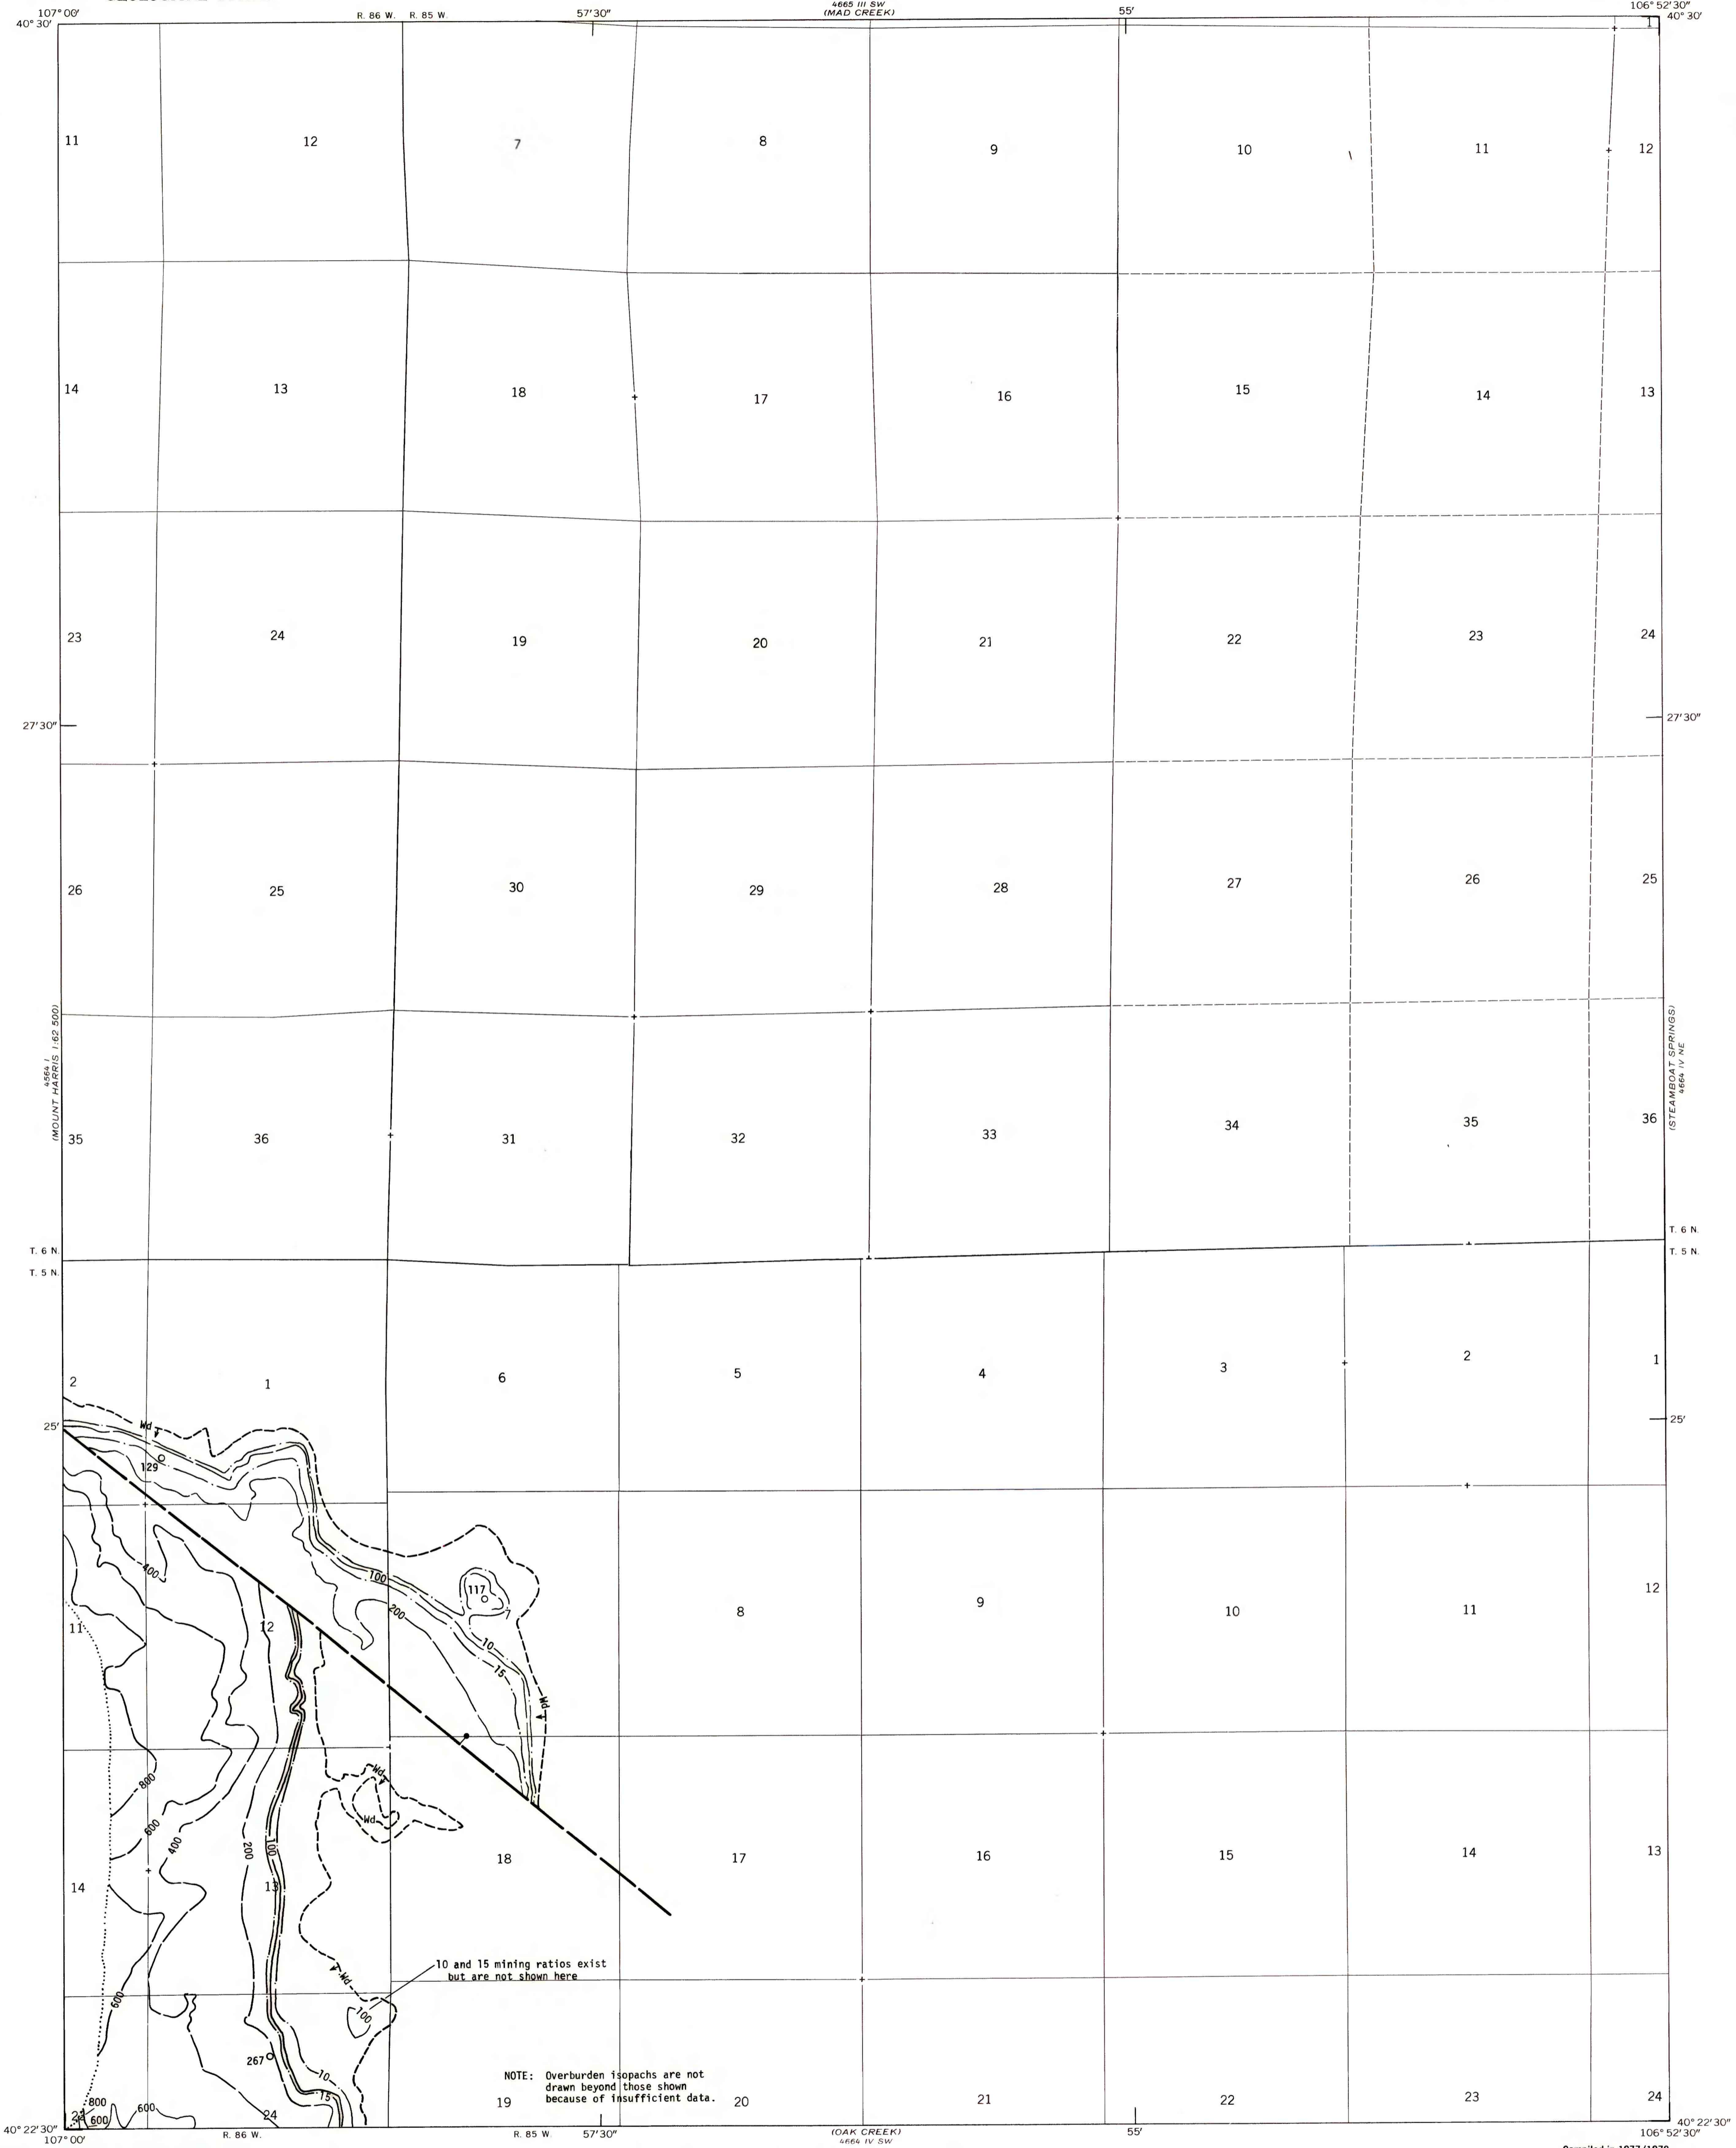 4665 III SW
107° 00′ R. 86 W. R. 85 W. 57′30″ (MAD CREEK) 55′ 106° 52′30″
40° 30′ 1 40° 30′
11 12 7 8 9 10 11 12
14 13 18 17 16 15 14 13
23 24 19 20 21 22 23 24
27′30″ 27′30″
26 25 30 29 28 27 26 25
4564 I
(MOUNT HARRIS 1:62 500)
(STEAMBOAT SPRINGS)
4664 IV NE
35 36 31 32 33 34 35 36
T. 6 N. T. 6 N.
T. 5 N. T. 5 N.
2 1 6 5 4 3 2 1
25′ Wd 25′
129
400 100 117
200
11 12 8 9 10 11 12
10
15
Wd
Wd
800
Wd
600
400 200 100
14 13 18 17 16 15 14 13
10 and 15 mining ratios exist
but are not shown here
Wd
600 100
267
10
15
NOTE: Overburden isopachs are not
drawn beyond those shown
because of insufficient data.
800 600
600 24 19 20 21 22 23 24
40° 22′30″ 40° 22′30″
107° 00′ R. 86 W. R. 85 W. 57′30″ (OAK CREEK) 55′ 106° 52′30″
4664 IV SW